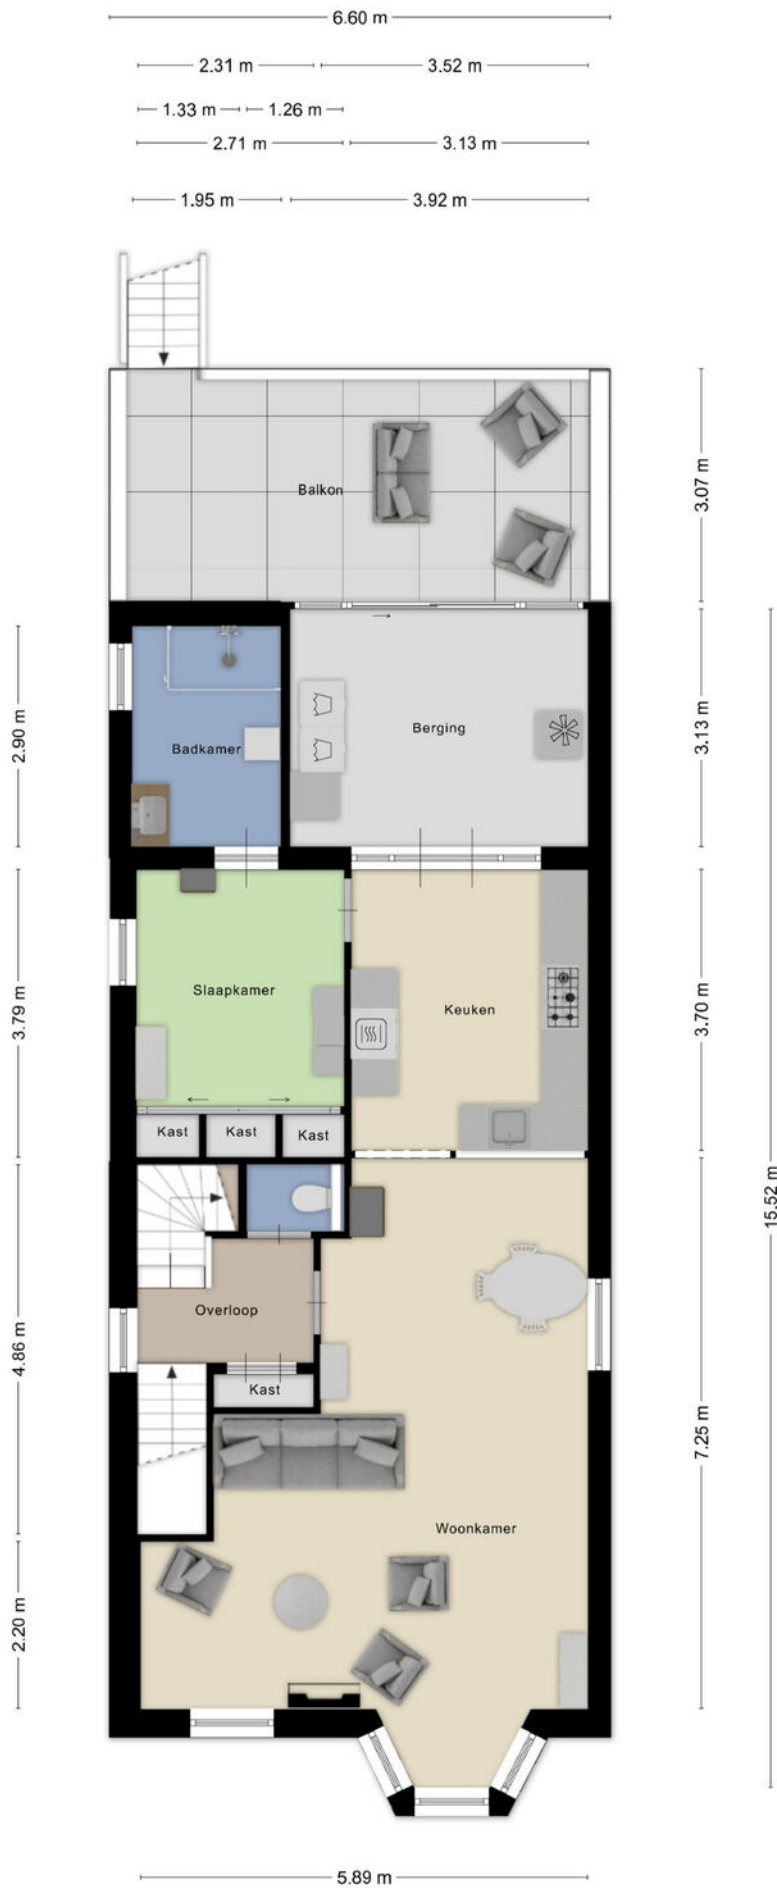 6.60 m
2.31 m
3.52 m
1.33 m
1.26 m
2.71 m
3.13 m
1.95 m
3.92 m
Balkon
3.07 m
2.90 m
Badkamer
Berging
3.13 m
3.79 m
Slaapkamer
Keuken
3.70 m
Kast
Kast
Kast
15.52 m
4.86 m
Overloop
Kast
7.25 m
Woonkamer
2.20 m
5.89 m